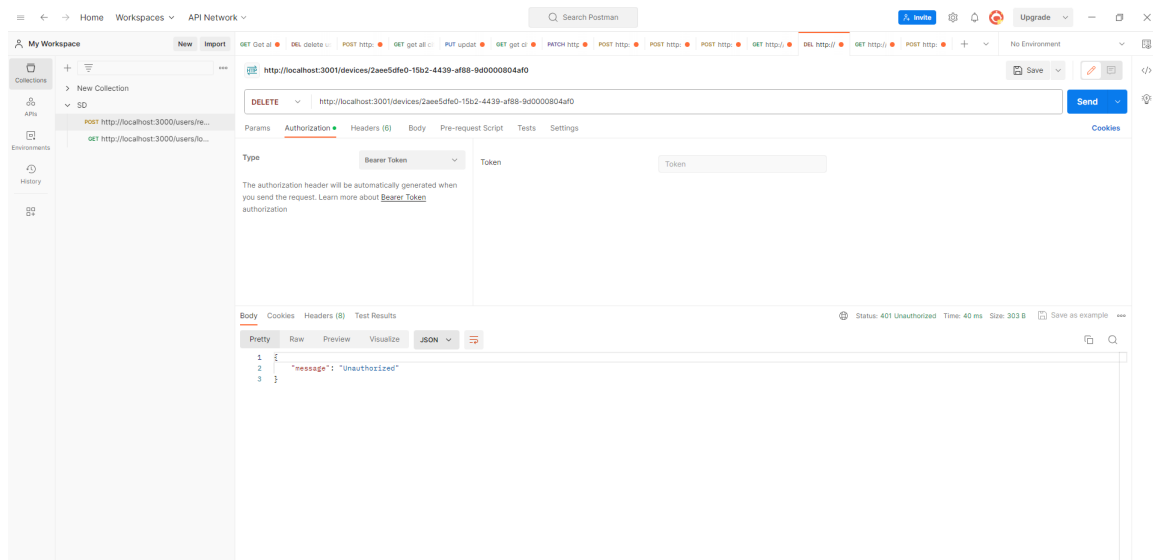 Home Workspaces API Network Search Postman Invite Upgrade
My Workspace New Import GET Get al DEL delete u POST http: GET get all c PUT updat GET get ci PATCH http POST http: POST http: POST http: GET http:/ DEL http:// GET http:// POST http: No Environment
Collections
APIs
Environments
History
New Collection
SD
POST http://localhost:3000/users/re...
GET http://localhost:3000/users/lo...
HTTP http://localhost:3001/devices/2aee5dfe0-15b2-4439-af88-9d0000804af0 Save
DELETE http://localhost:3001/devices/2aee5dfe0-15b2-4439-af88-9d0000804af0 Send
Params Authorization Headers (6) Body Pre-request Script Tests Settings Cookies
Type Bearer Token Token Token
The authorization header will be automatically generated when
you send the request. Learn more about Bearer Token
authorization
Body Cookies Headers (8) Test Results Status: 401 Unauthorized Time: 40 ms Size: 303 B Save as example
Pretty Raw Preview Visualize JSON
1 {
2 "message": "Unauthorized"
3 }